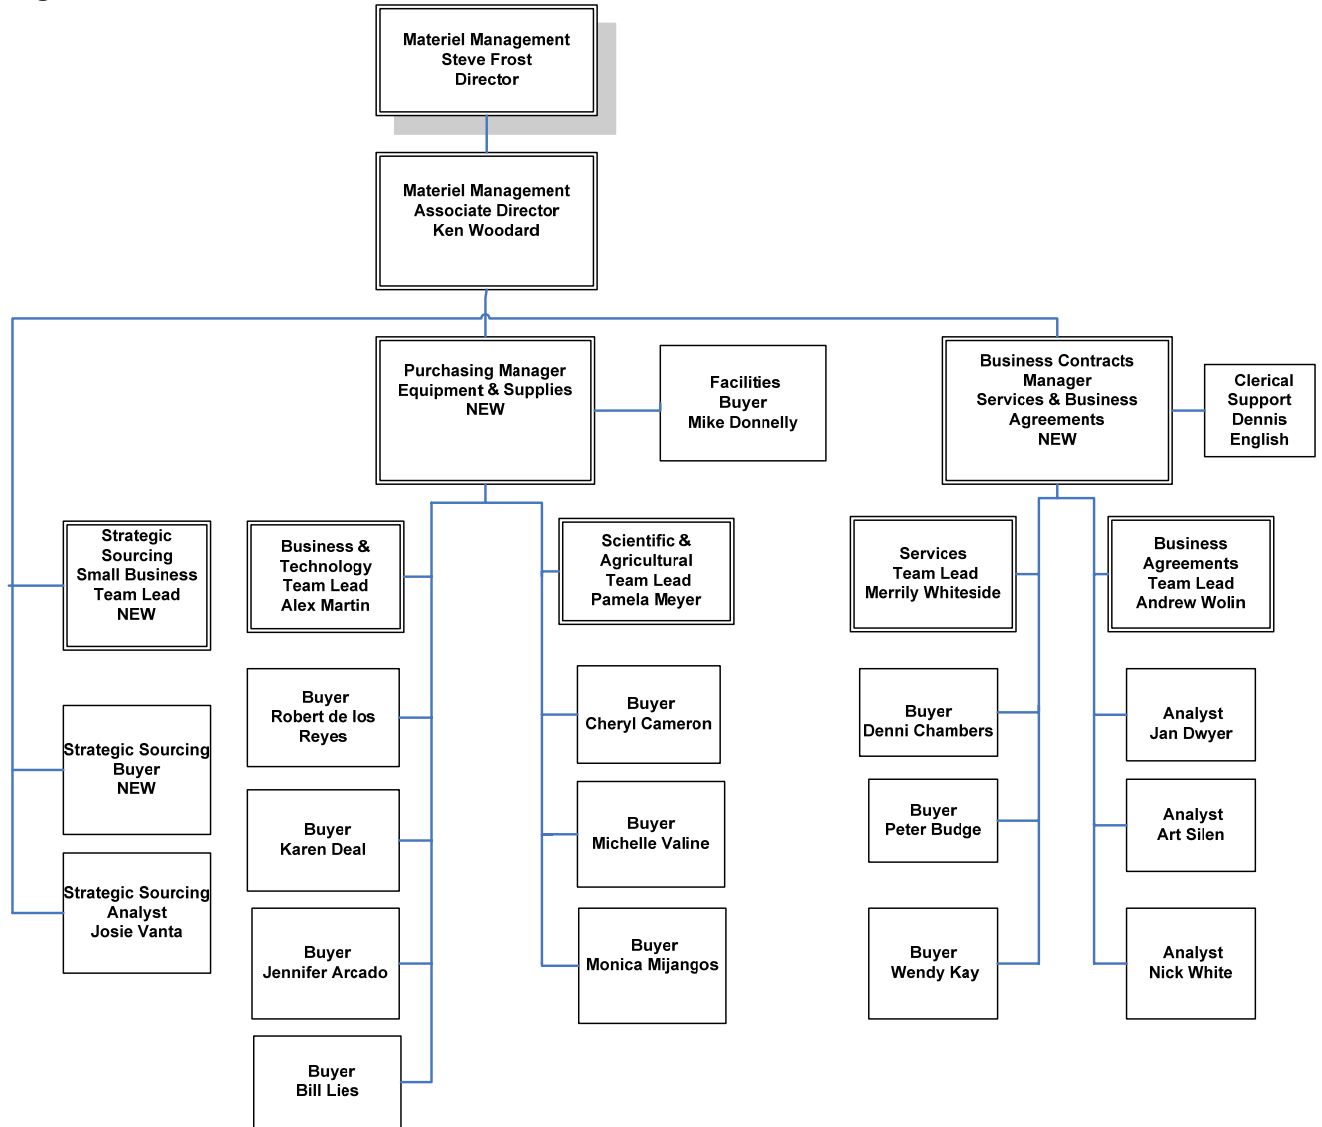 Materiel Management
Steve Frost
Director
Materiel Management
Associate Director
Ken Woodard
Purchasing Manager
Equipment & Supplies
NEW
Facilities
Buyer
Mike Donnelly
Business Contracts
Manager
Services & Business
Agreements
NEW
Clerical
Support
Dennis
English
Strategic
Sourcing
Small Business
Team Lead
NEW
Business &
Technology
Team Lead
Alex Martin
Scientific &
Agricultural
Team Lead
Pamela Meyer
Services
Team Lead
Merrily Whiteside
Business
Agreements
Team Lead
Andrew Wolin
Strategic Sourcing
Buyer
NEW
Buyer
Robert de los
Reyes
Buyer
Cheryl Cameron
Buyer
Denni Chambers
Analyst
Jan Dwyer
Buyer
Karen Deal
Buyer
Michelle Valine
Buyer
Peter Budge
Analyst
Art Silen
Strategic Sourcing
Analyst
Josie Vanta
Buyer
Jennifer Arcado
Buyer
Monica Mijangos
Buyer
Wendy Kay
Analyst
Nick White
Buyer
Bill Lies